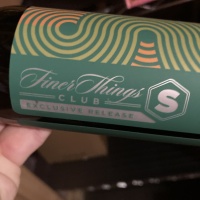 Finer Things
CLUB
EXCLUSIVE RELEASE
S